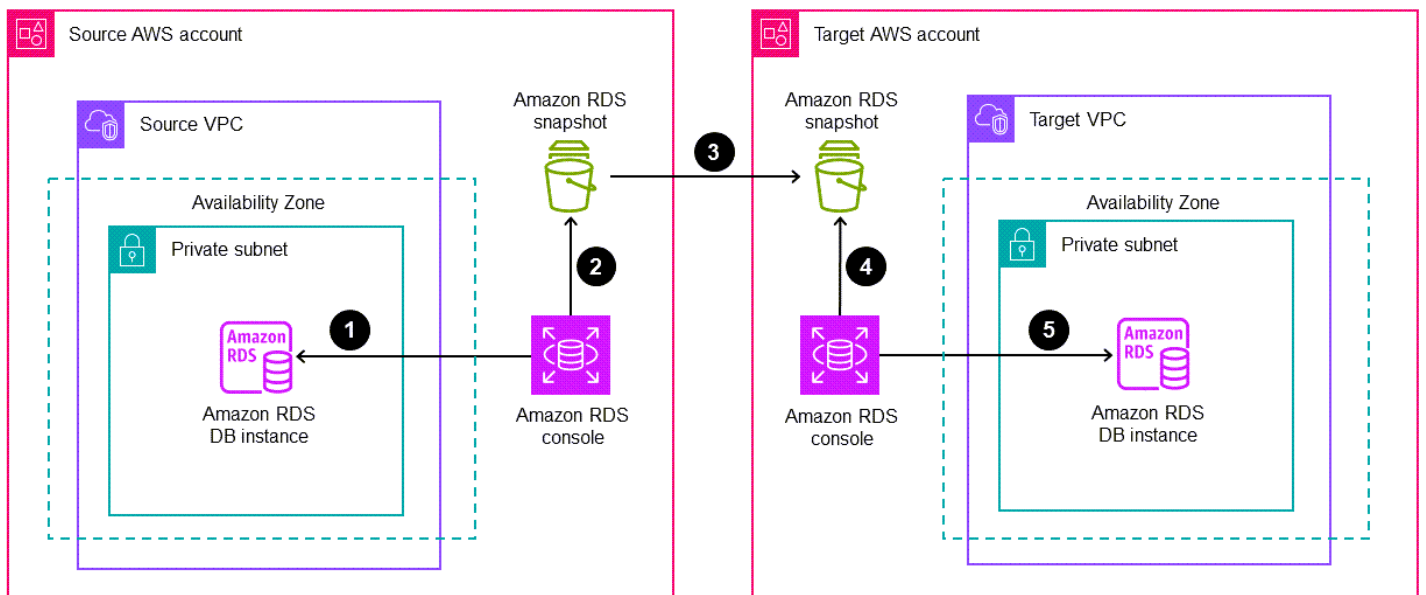 Source AWS account
Source VPC
Availability Zone
Private subnet
1
Amazon
RDS
Amazon RDS
DB instance
Amazon RDS
snapshot
2
Amazon RDS
console
3
Target AWS account
Amazon RDS
snapshot
4
Amazon RDS
console
Target VPC
Availability Zone
Private subnet
5
Amazon
RDS
Amazon RDS
DB instance